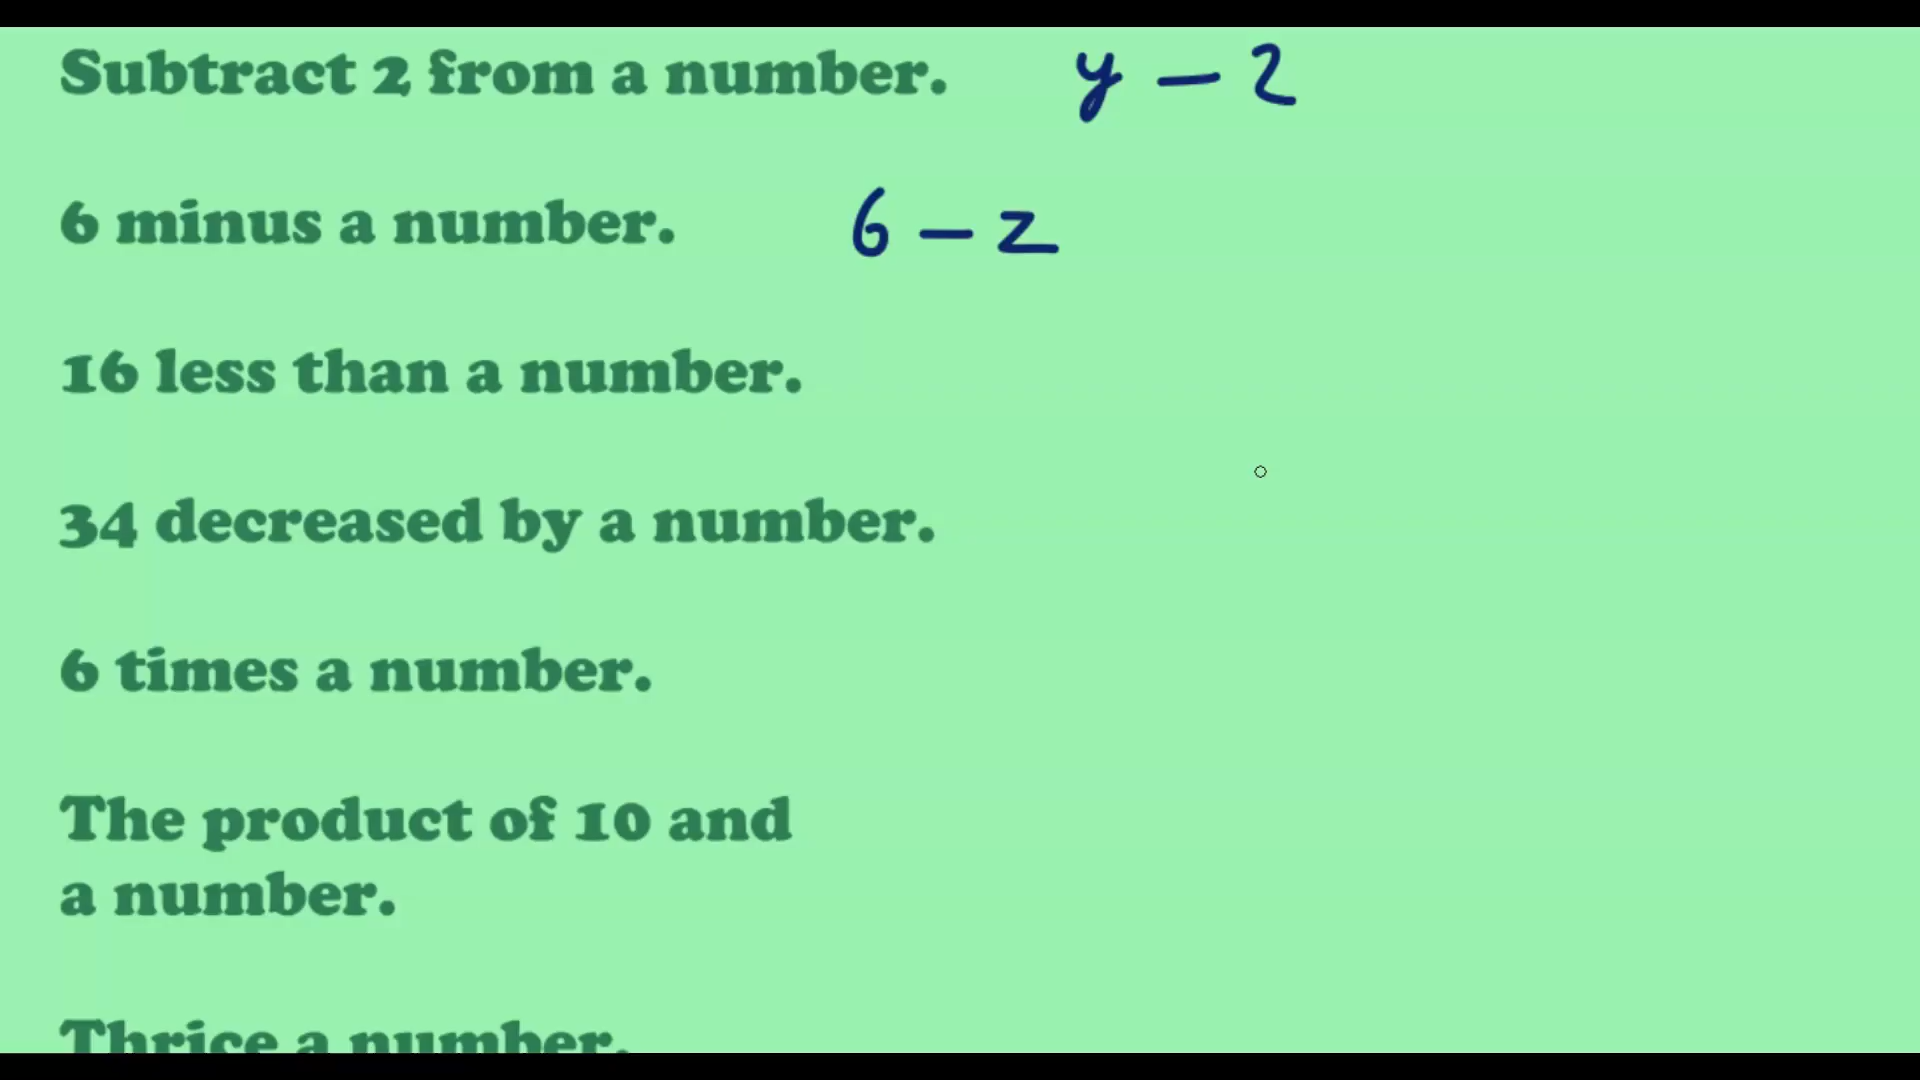 Subtract 2 from a number. y - 2
6 minus a number. 6 - z
16 less than a number.
34 decreased by a number.
6 times a number.
The product of 10 and
a number.
Thrice a number.